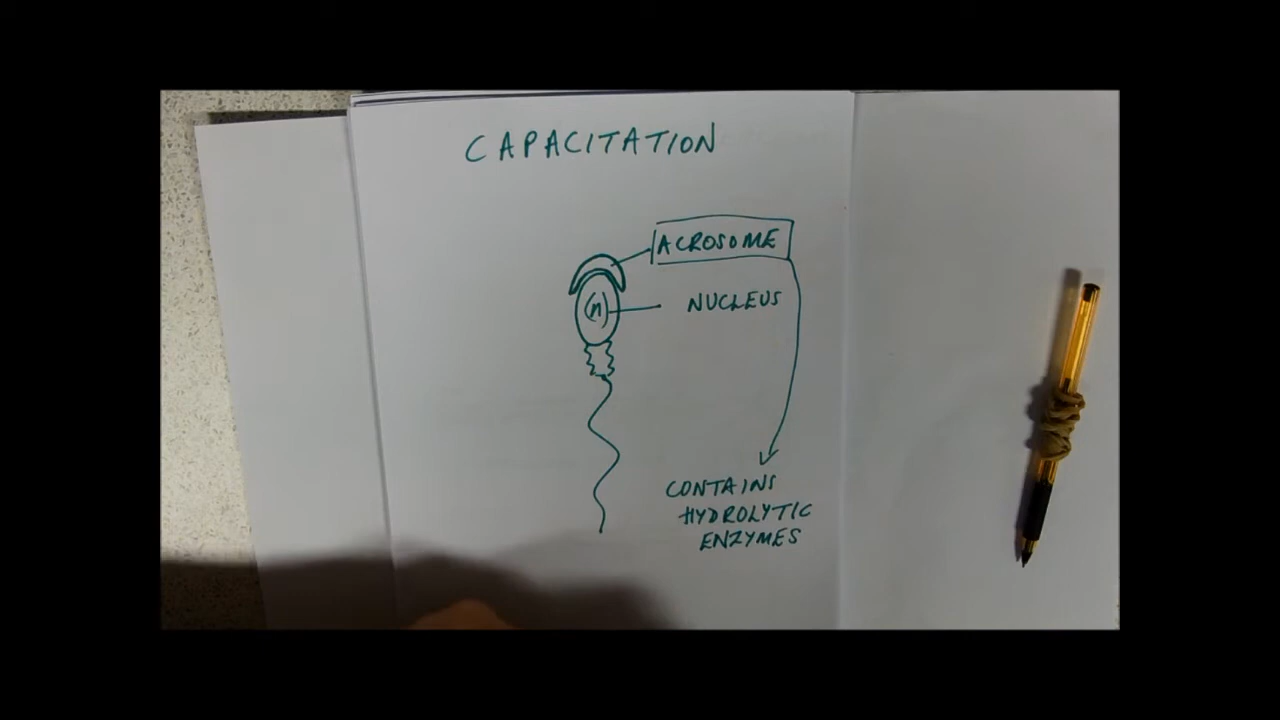 CAPACITATION
ACROSOME
(n)
NUCLEUS
CONTAINS
HYDROLYTIC
ENZYMES